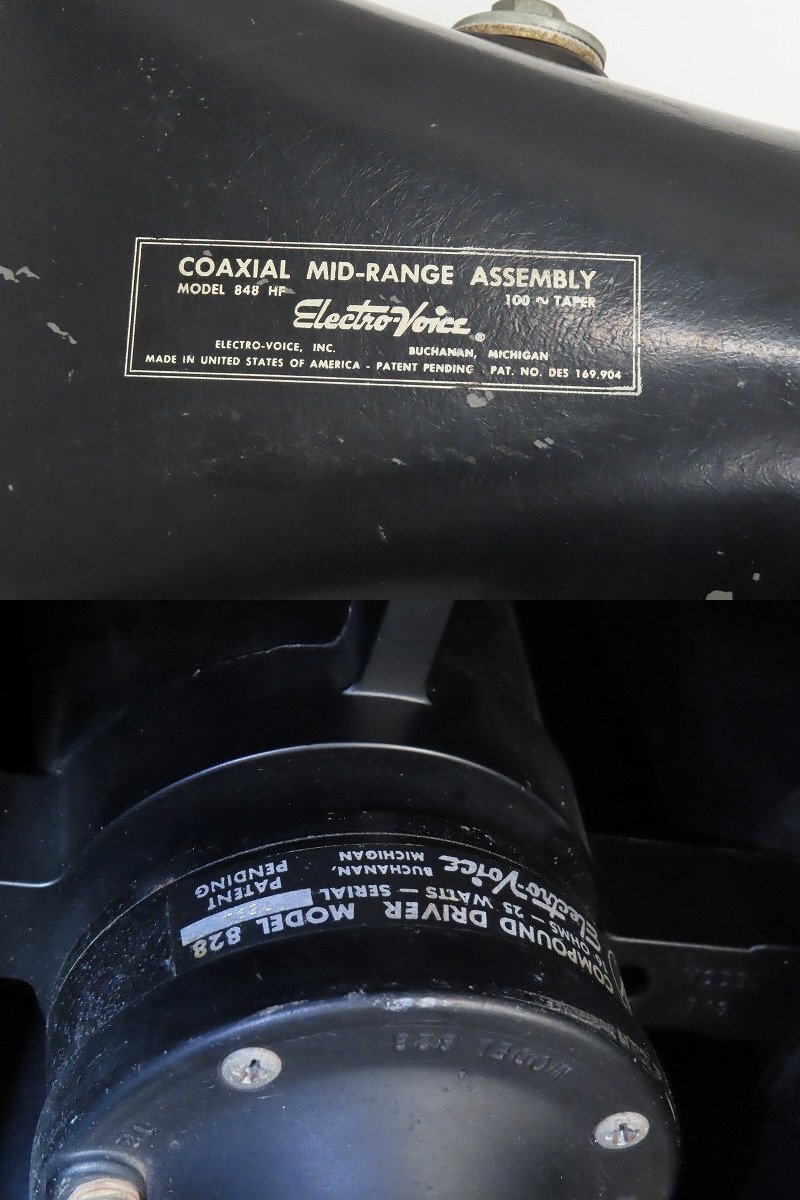 COAXIAL MID-RANGE ASSEMBLY
MODEL 848 HF 100 ~ TAPER
Electro-Voice ®
ELECTRO-VOICE, INC. BUCHANAN, MICHIGAN
MADE IN UNITED STATES OF AMERICA - PATENT PENDING PAT. NO. DES 169.904
COMPOUND DRIVER MODEL 828
OHMS - 25 WATTS - SERIAL
Electro-Voice BUCHANAN, MICHIGAN
PATENT PENDING
MODEL 828